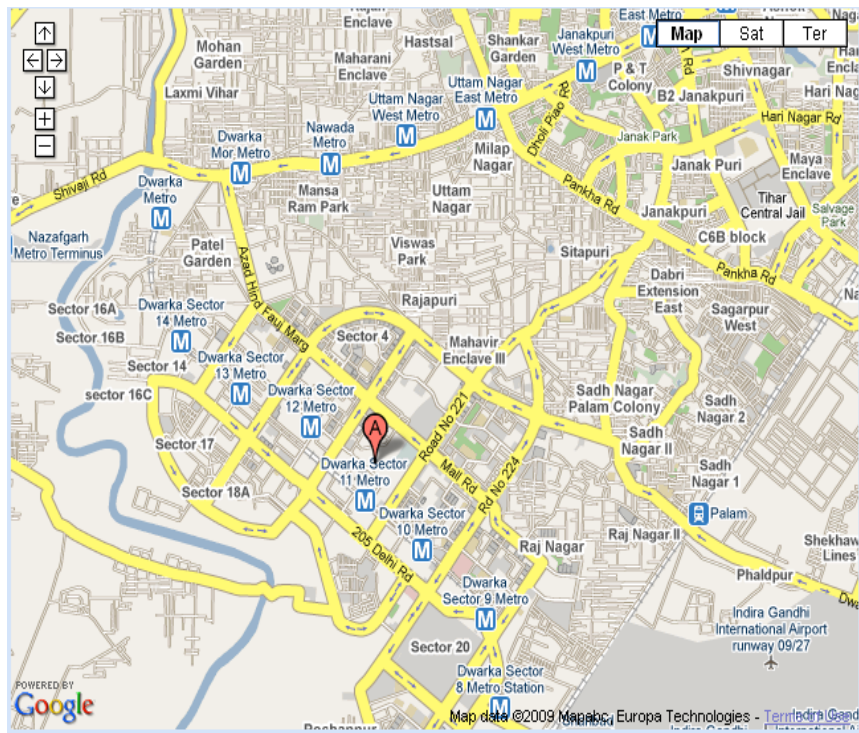 Enclave
Hastsal
Shankar
Garden
Janakpuri
West Metro
East Metro
Map
Sat
Ter
Mohan
Garden
Maharani
Enclave
P & T
Colony
Shivnagar
Laxmi Vihar
Uttam Nagar
East Metro
Uttam Nagar
West Metro
B2 Janakpuri
Hari Nagar Rd
Dwarka
Mor Metro
Nawada
Metro
Dholi Piao Rd
Janak Park
Milap
Nagar
Janak Puri
Maya
Enclave
Shivaji Rd
Dwarka
Metro
Mansa
Ram Park
Uttam
Nagar
Pankha Rd
Tihar
Central Jail
Salvage
Park
Janakpuri
Nazafgarh
Metro Terminus
Patel
Garden
Viswas
Park
Sitapuri
C6B block
Pankha Rd
Azad Hind Fauj Marg
Dabri
Extension
East
Sector 16A
Dwarka Sector
14 Metro
Rajapuri
Sagarpur
West
Sector 16B
Sector 4
Mahavir
Enclave III
Sector 14
Dwarka Sector
13 Metro
sector 16C
Dwarka Sector
12 Metro
Sadh Nagar
Palam Colony
Sadh
Nagar 2
Road No 221
A
Sector 17
Sadh
Nagar II
Dwarka Sector
11 Metro
Mall Rd
Rd No 224
Sadh
Nagar 1
Sector 18A
Dwarka Sector
10 Metro
Palam
205 Delhi Rd
Raj Nagar
Raj Nagar II
Shekhaw
Lines
Phaldpur
Dwarka
Sector 9 Metro
Indira Gandhi
International Airport
runway 09/27
Sector 20
Dwarka Sector
8 Metro Station
POWERED BY
Google
Map data ©2009 Mapabc, Europa Technologies - Terms of Use